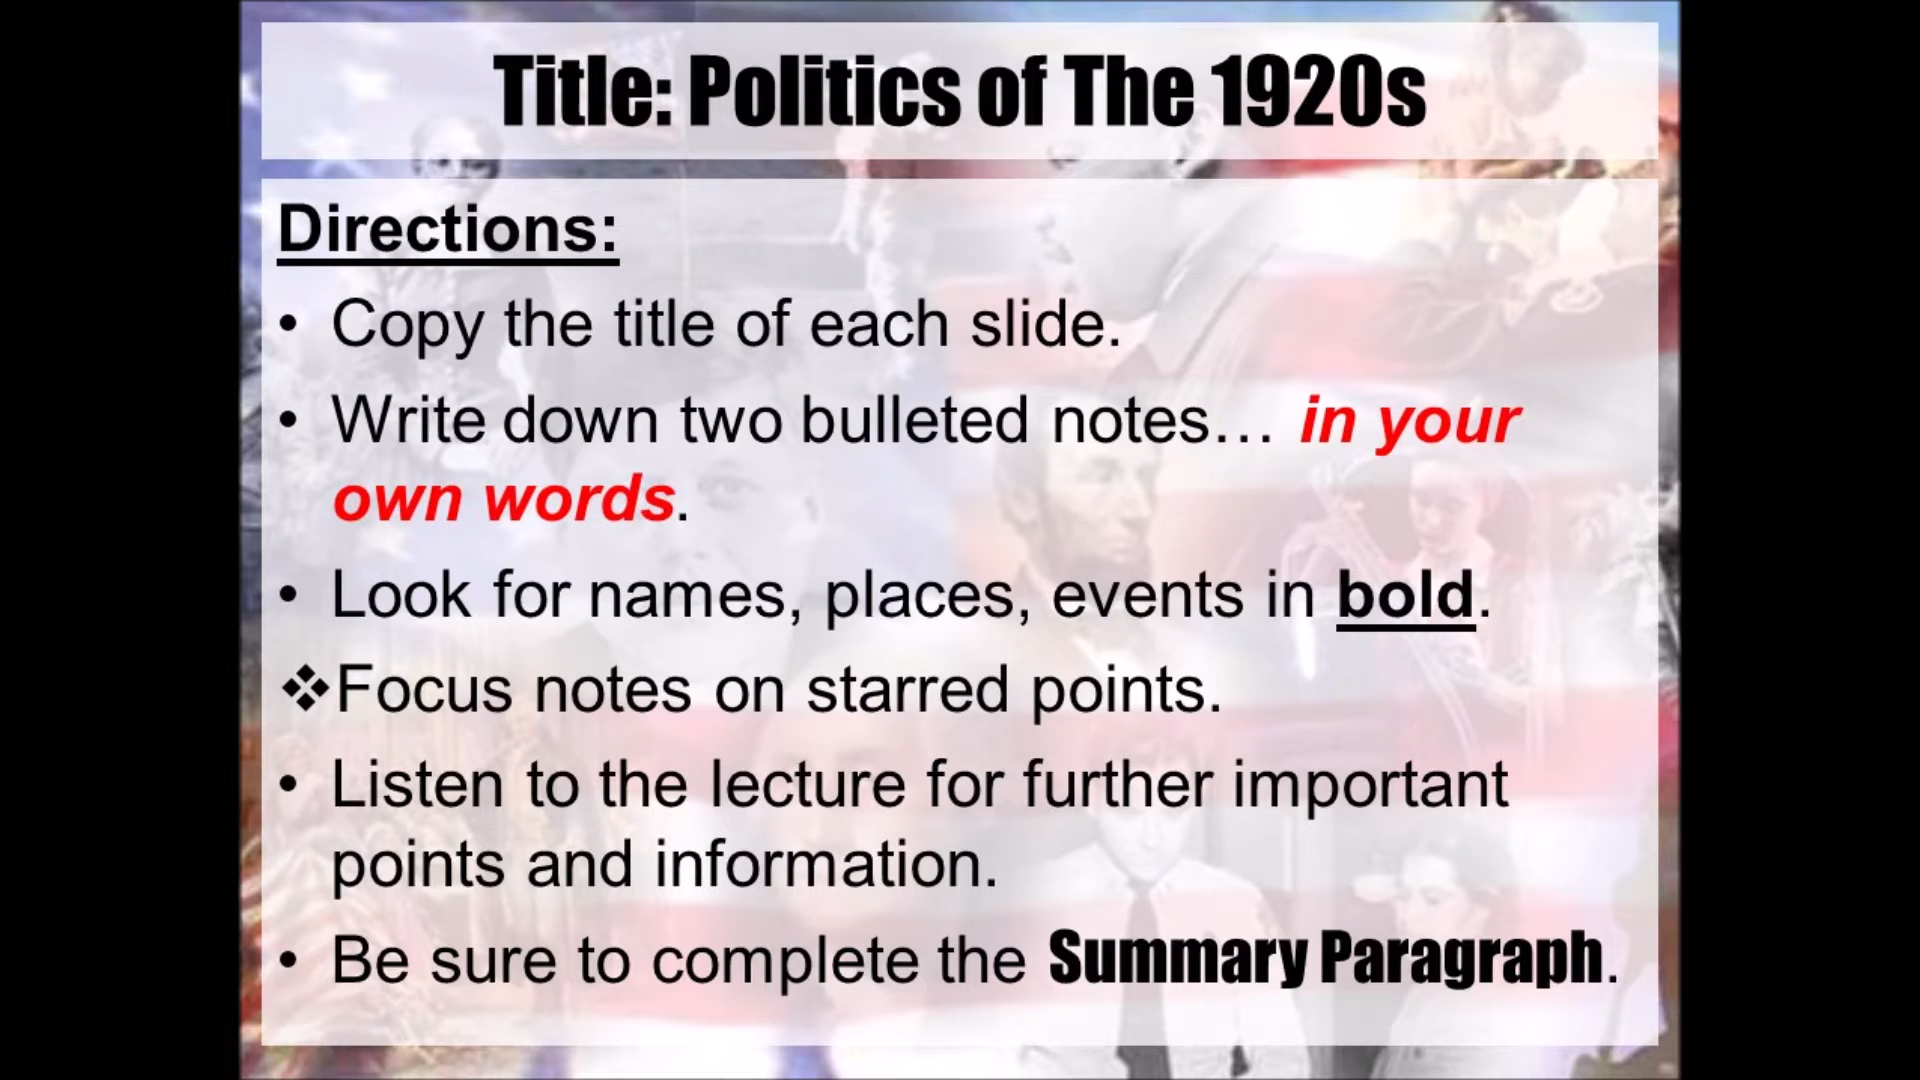 Title: Politics of The 1920s
Directions:
• Copy the title of each slide.
• Write down two bulleted notes… in your
own words.
• Look for names, places, events in bold.
❖Focus notes on starred points.
• Listen to the lecture for further important
points and information.
• Be sure to complete the Summary Paragraph.